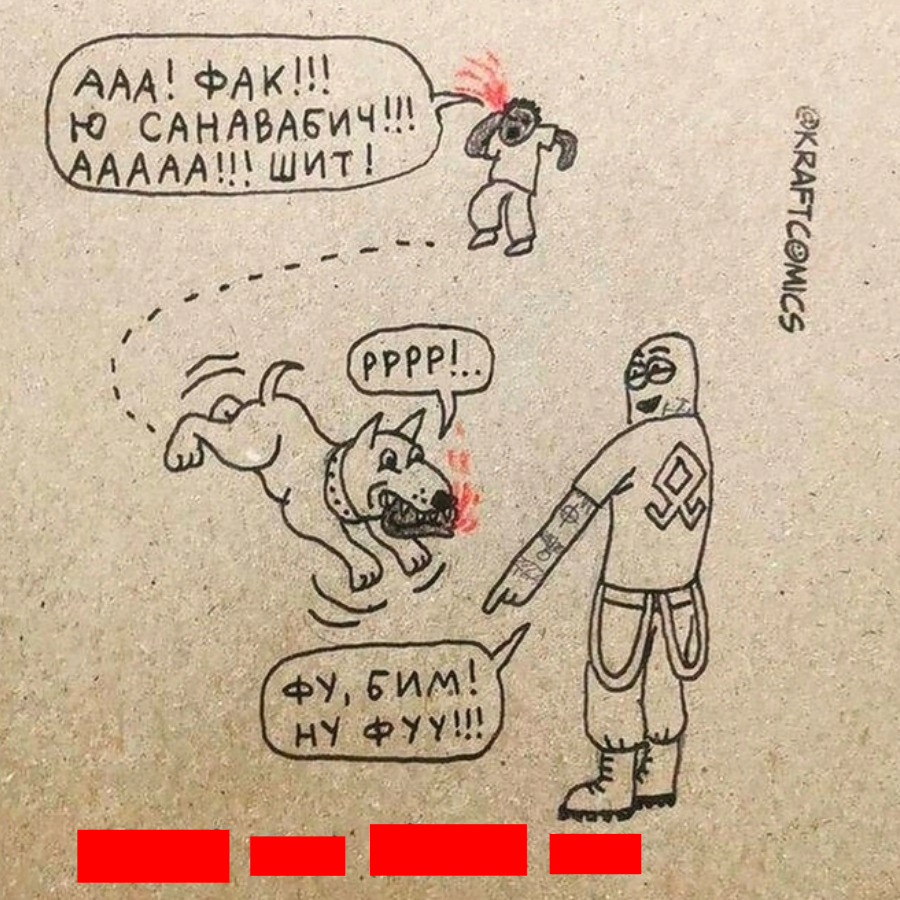 ААА! ФАК!!!
Ю САНАВАБИЧ!!!
ААААА!!! ШИТ!
@KRAFTCOMICS
РРРР!..
ФУ, БИМ!
НУ ФУУ!!!